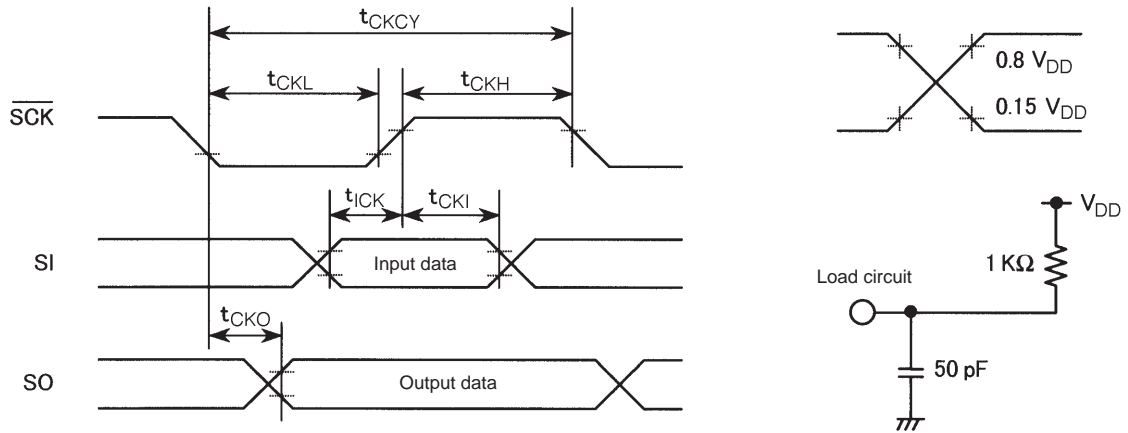 tCKCY
tCKL
tCKH
SCK
tICK
tCKI
SI
Input data
tCKO
SO
Output data
0.8 VDD
0.15 VDD
VDD
1 KΩ
Load circuit
50 pF